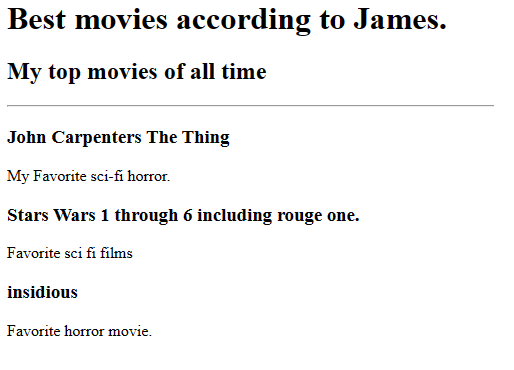 Best movies according to James.
My top movies of all time
John Carpenters The Thing
My Favorite sci-fi horror.
Stars Wars 1 through 6 including rouge one.
Favorite sci fi films
insidious
Favorite horror movie.